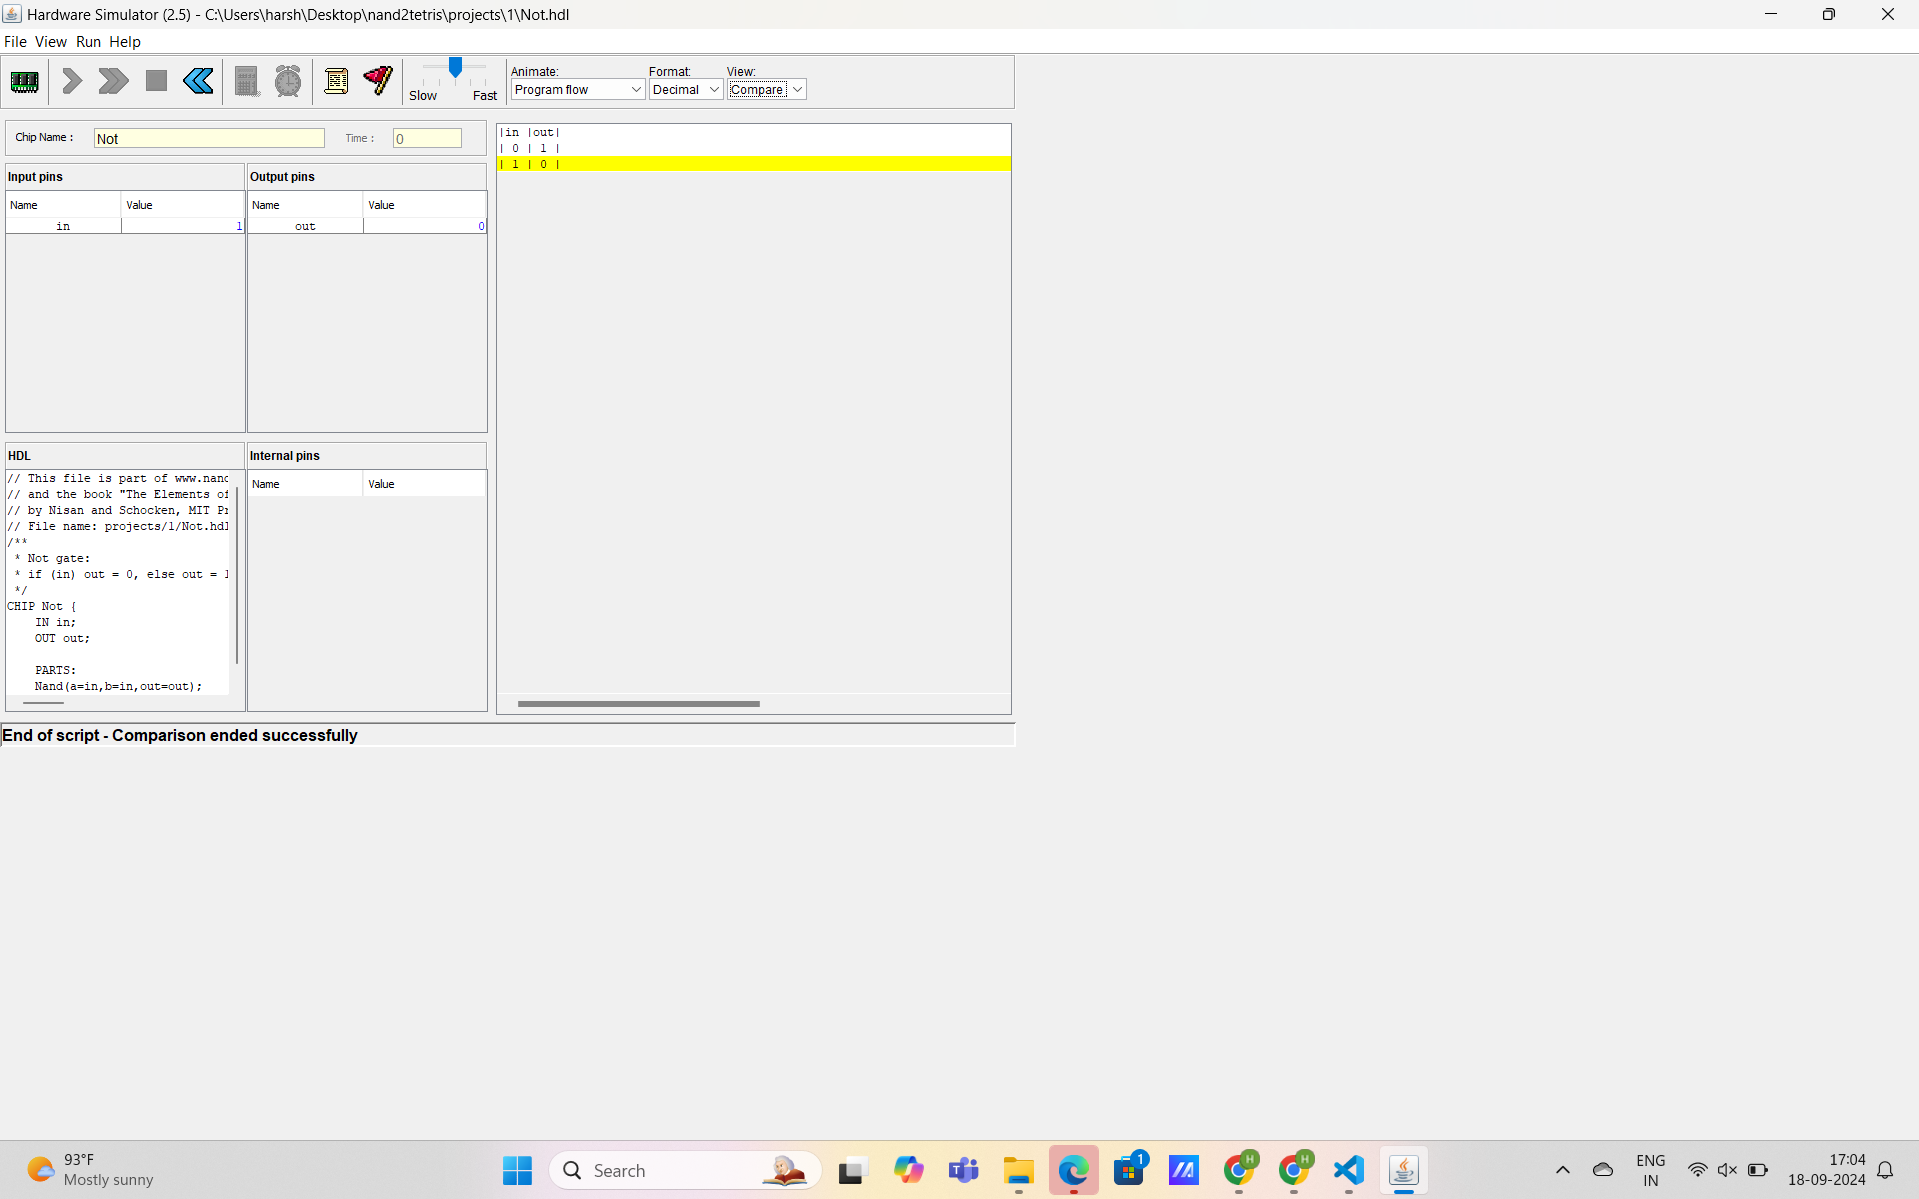 Hardware Simulator (2.5) - C:\Users\harsh\Desktop\nand2tetris\projects\1\Not.hdl
File View Run Help
Slow Fast
Animate: Format: View:
Program flow Decimal Compare
Chip Name : Not Time : 0
Input pins
Name Value
in 1
Output pins
Name Value
out 0
|in |out|
| 0 | 1 |
| 1 | 0 |
HDL
// This file is part of www.nand
// and the book "The Elements of
// by Nisan and Schocken, MIT Pr
// File name: projects/1/Not.hdl
/**
* Not gate:
* if (in) out = 0, else out = 1
*/
CHIP Not {
IN in;
OUT out;
PARTS:
Nand(a=in,b=in,out=out);
Internal pins
Name Value
End of script - Comparison ended successfully
93°F
Mostly sunny
Search
1
H
H
ENG
IN
17:04
18-09-2024